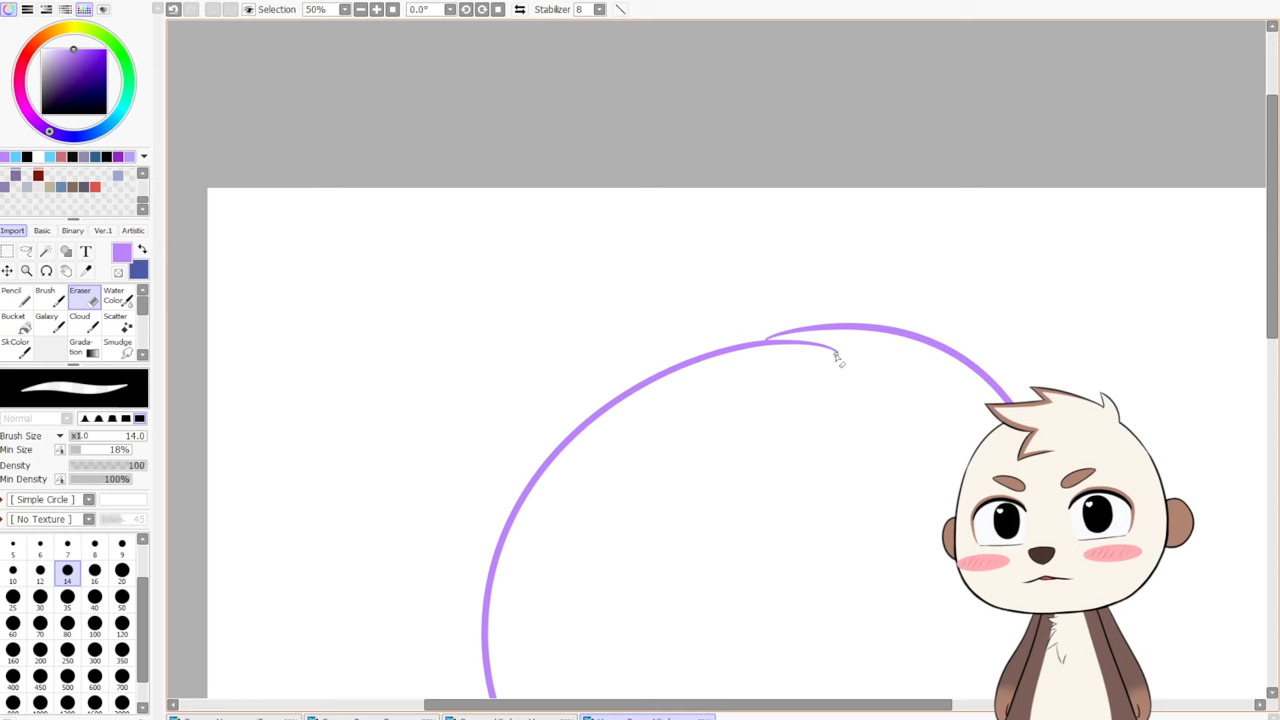 Selection 50% 0.0° Stabilizer 8
Import Basic Binary Ver.1 Artistic
T
Pencil Brush Eraser Water Color
Bucket Galaxy Cloud Scatter
SkColor Grada-tion Smudge
Normal
Brush Size x1.0 14.0
Min Size 18%
Density 100
Min Density 100%
[ Simple Circle ]
[ No Texture ] 45
5 6 7 8 9
10 12 14 16 20
25 30 35 40 50
60 70 80 100 120
160 200 250 300 350
400 450 500 600 700